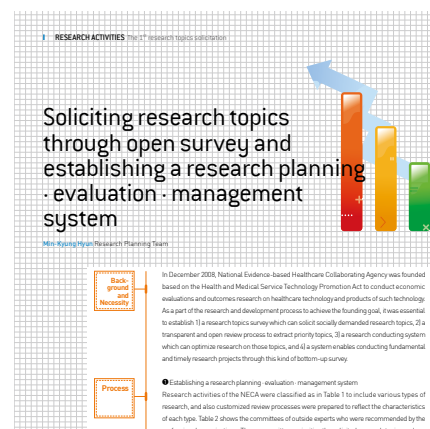 I RESEARCH ACTIVITIES The 1st research topics solicitation
Soliciting research topics
through open survey and
establishing a research planning
· evaluation · management
system
Min-Kyung Hyun Research Planning Team
Back-
ground
and
Necessity
In December 2008, National Evidence-based Healthcare Collaborating Agency was founded
based on the Health and Medical Service Technology Promotion Act to conduct economic
evaluations and outcomes research on healthcare technology and products of such technology.
As a part of the research and development process to achieve the founding goal, it was essential
to establish 1) a research topics survey which can solicit socially demanded research topics, 2) a
transparent and open review process to extract priority topics, 3) a research conducting system
which can optimize research on those topics, and 4) a system enables conducting fundamental
and timely research projects through this kind of bottom-up survey.
Process
❶ Establishing a research planning · evaluation · management system
Research activities of the NECA were classified as in Table 1 to include various types of
research, and also customized review processes were prepared to reflect the characteristics
of each type. Table 2 shows the committees of outside experts who were recommended by the